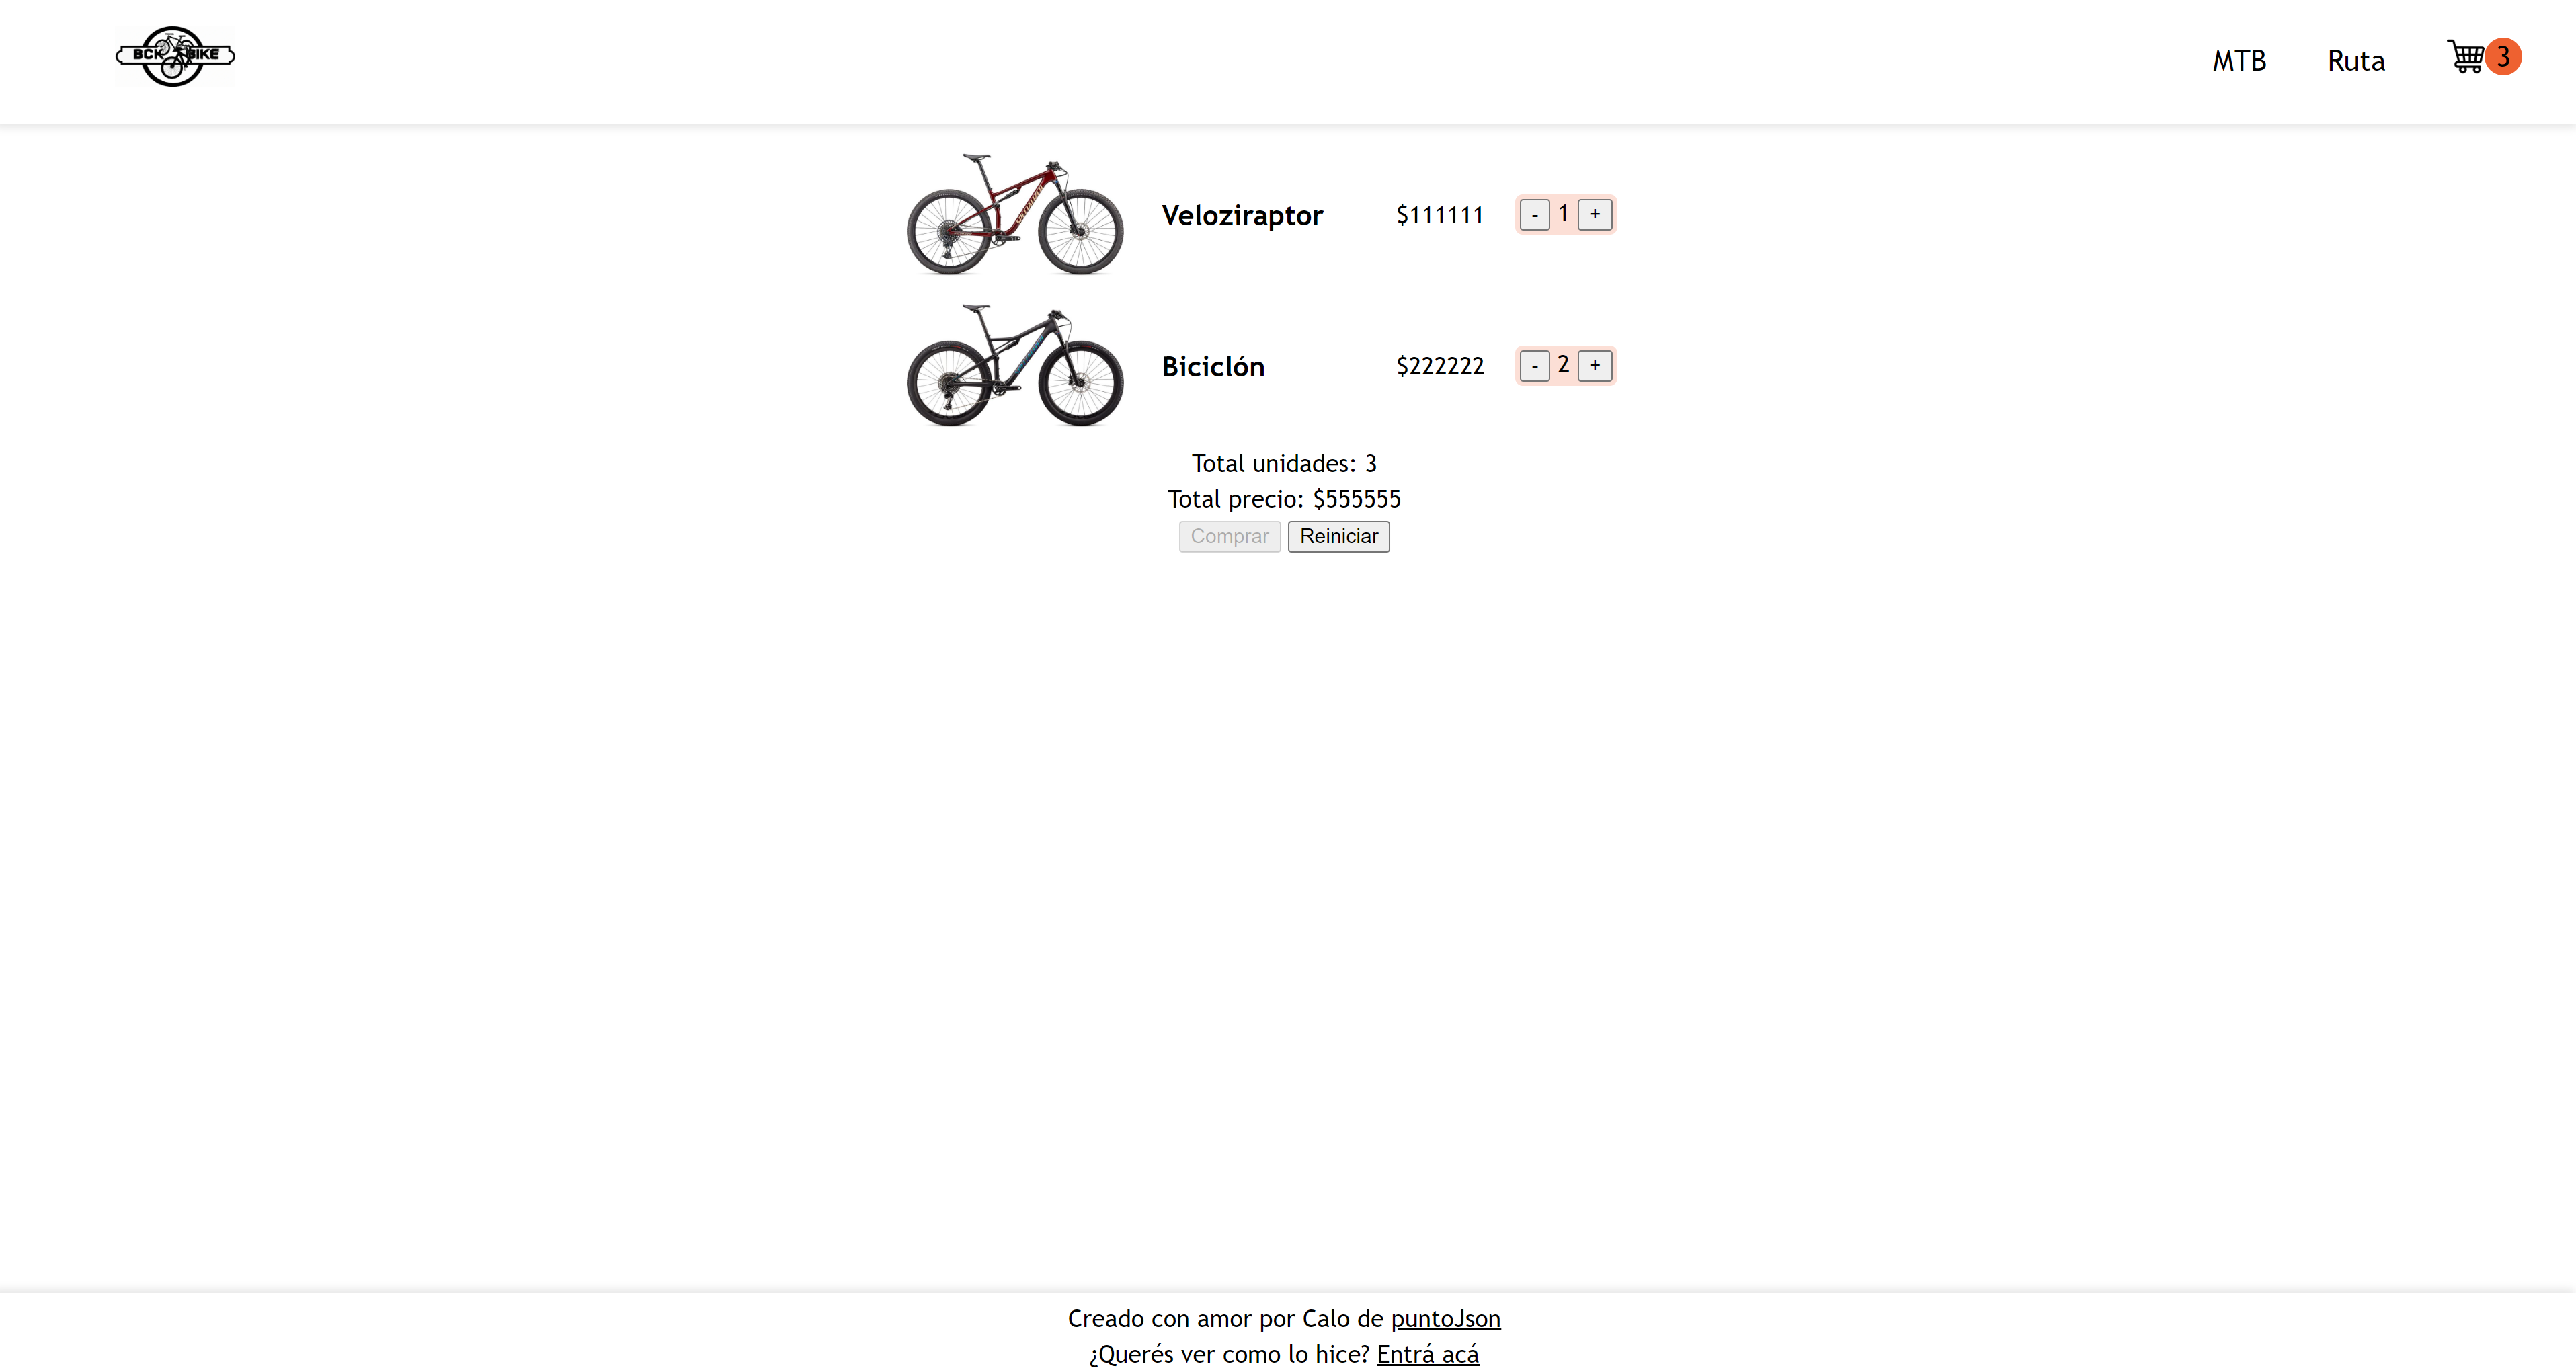 BCK BIKE
MTB Ruta 3
SPECIALIZED
Veloziraptor $111111 - 1 +
Biciclón $222222 - 2 +
Total unidades: 3
Total precio: $555555
Comprar Reiniciar
Creado con amor por Calo de puntoJson
¿Querés ver como lo hice? Entrá acá